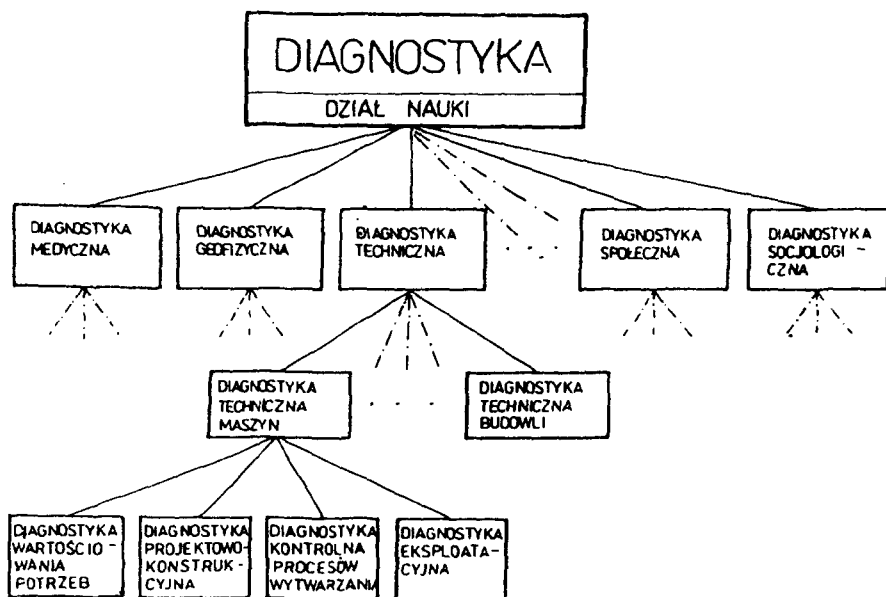 DIAGNOSTYKA
DZIAŁ NAUKI
DIAGNOSTYKA
MEDYCZNA
DIAGNOSTYKA
GEOFIZYCZNA
DIAGNOSTYKA
TECHNICZNA
DIAGNOSTYKA
SPOŁECZNA
DIAGNOSTYKA
SOCJOLOGI -
CZNA
DIAGNOSTYKA
TECHNICZNA
MASZYN
DIAGNOSTYKA
TECHNICZNA
BUDOWLI
DIAGNOSTYKA
WARTOŚCIO -
WANIA
POTRZEB
DIAGNOSTYKA
PROJEKTOWO-
KONSTRUK -
CYJNA
DIAGNOSTYKA
KONTROLNA
PROCESÓW
WYTWARZANIA
DIAGNOSTYKA
EKSPLOATA -
CYJNA